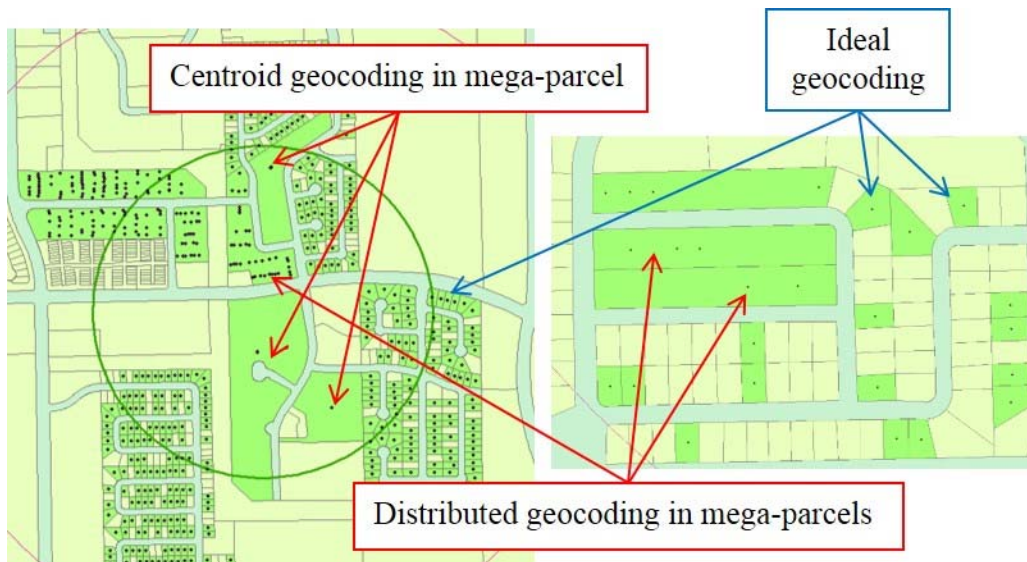 Centroid geocoding in mega-parcel
Ideal
geocoding
Distributed geocoding in mega-parcels